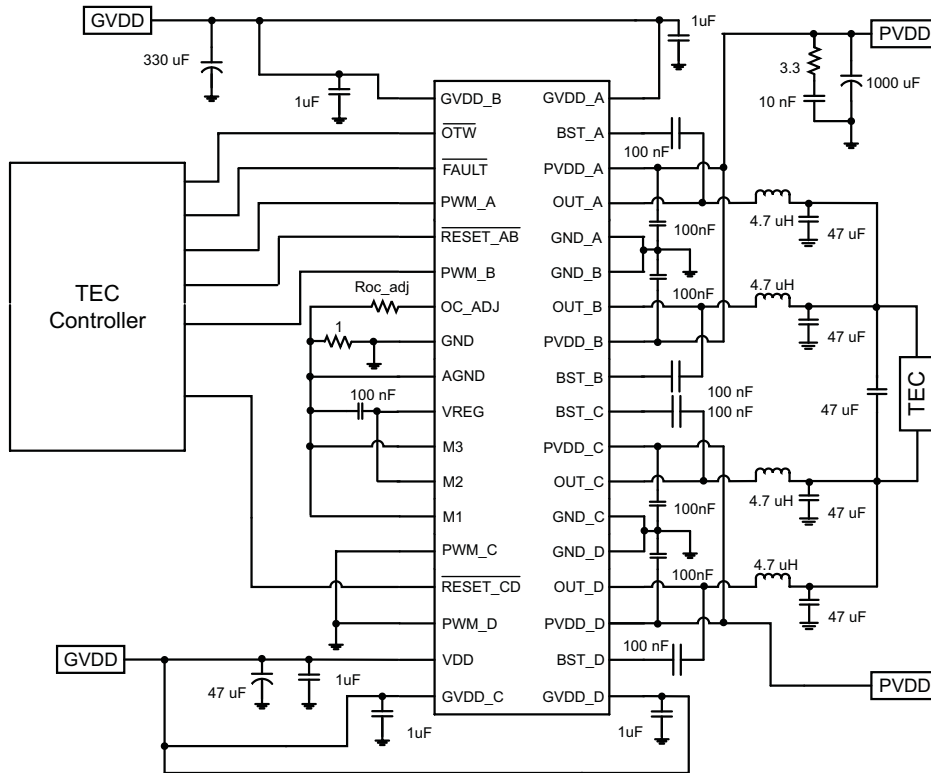 GVDD
1uF
PVDD
330 uF
3.3
1000 uF
10 nF
1uF
GVDD_B
GVDD_A
OTW
BST_A
100 nF
FAULT
PVDD_A
PWM_A
OUT_A
4.7 uH
47 uF
100nF
RESET_AB
GND_A
PWM_B
GND_B
TEC
Controller
Roc_adj
100nF
4.7 uH
OC_ADJ
OUT_B
47 uF
1
GND
PVDD_B
AGND
BST_B
100 nF
100 nF
TEC
100 nF
47 uF
VREG
BST_C
M3
PVDD_C
M2
OUT_C
4.7 uH
47 uF
100nF
M1
GND_C
PWM_C
GND_D
100nF
4.7 uH
RESET_CD
OUT_D
47 uF
PWM_D
PVDD_D
100 nF
GVDD
VDD
BST_D
47 uF
1uF
PVDD
GVDD_C
GVDD_D
1uF
1uF